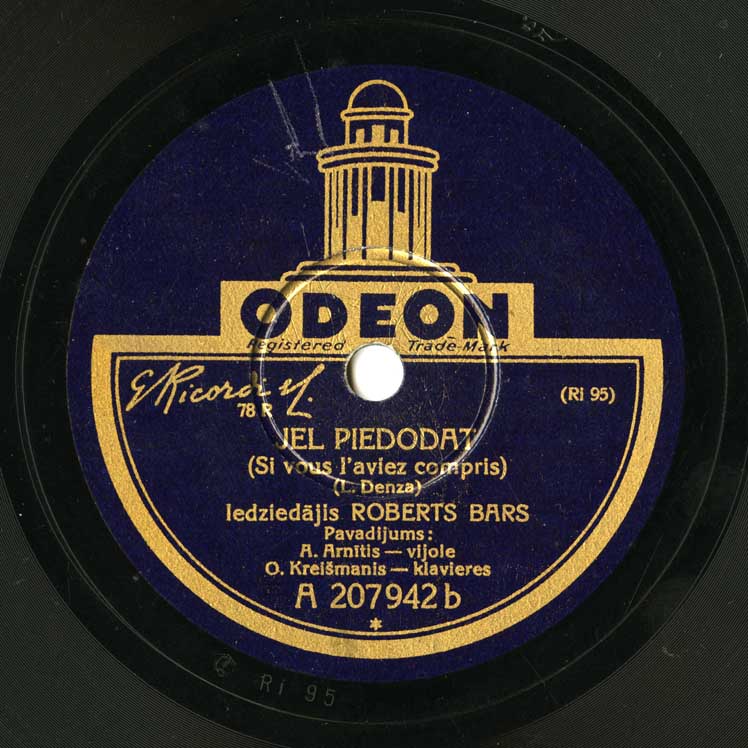 ODEON
Registered Trade-Mark
G Ricordi
78 R
(Ri 95)
JEL PIEDODAT
(Si vous l'aviez compris)
(L. Denza)
Iedziedājis ROBERTS BARS
Pavadijums:
A. Arnītis — vijole
O. Kreišmanis — klavieres
A 207942 b
*
Ri 95